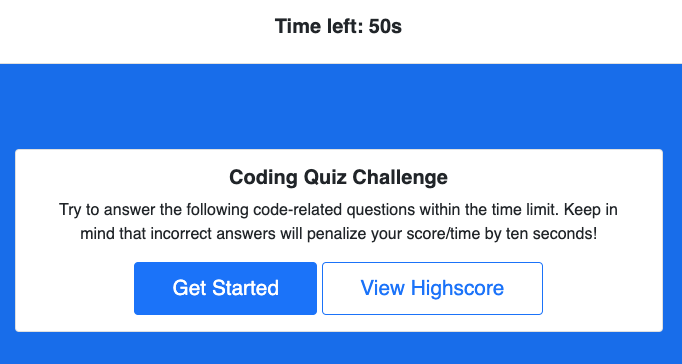 Time left: 50s
Coding Quiz Challenge
Try to answer the following code-related questions within the time limit. Keep in
mind that incorrect answers will penalize your score/time by ten seconds!
Get Started
View Highscore